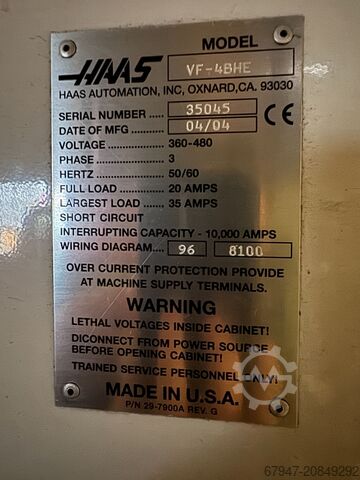 MODEL
HAAS VF-4BHE
HAAS AUTOMATION, INC, OXNARD,CA. 93030
SERIAL NUMBER ........ 35045
DATE OF MFG ........... 04/04
VOLTAGE ................. 360-480
PHASE ..................... 3
HERTZ ..................... 50/60
FULL LOAD ............... 20 AMPS
LARGEST LOAD ......... 35 AMPS
SHORT CIRCUIT
INTERRUPTING CAPACITY - 10,000 AMPS
WIRING DIAGRAM..... 96 8100
CE
OVER CURRENT PROTECTION PROVIDE
AT MACHINE SUPPLY TERMINALS.
WARNING
LETHAL VOLTAGES INSIDE CABINET!
DICONNECT FROM POWER SOURCE
BEFORE OPENING CABINET!
TRAINED SERVICE PERSONNEL ONLY!
MADE IN U.S.A.
P/N 29-7900A REV. G
67947-20849292